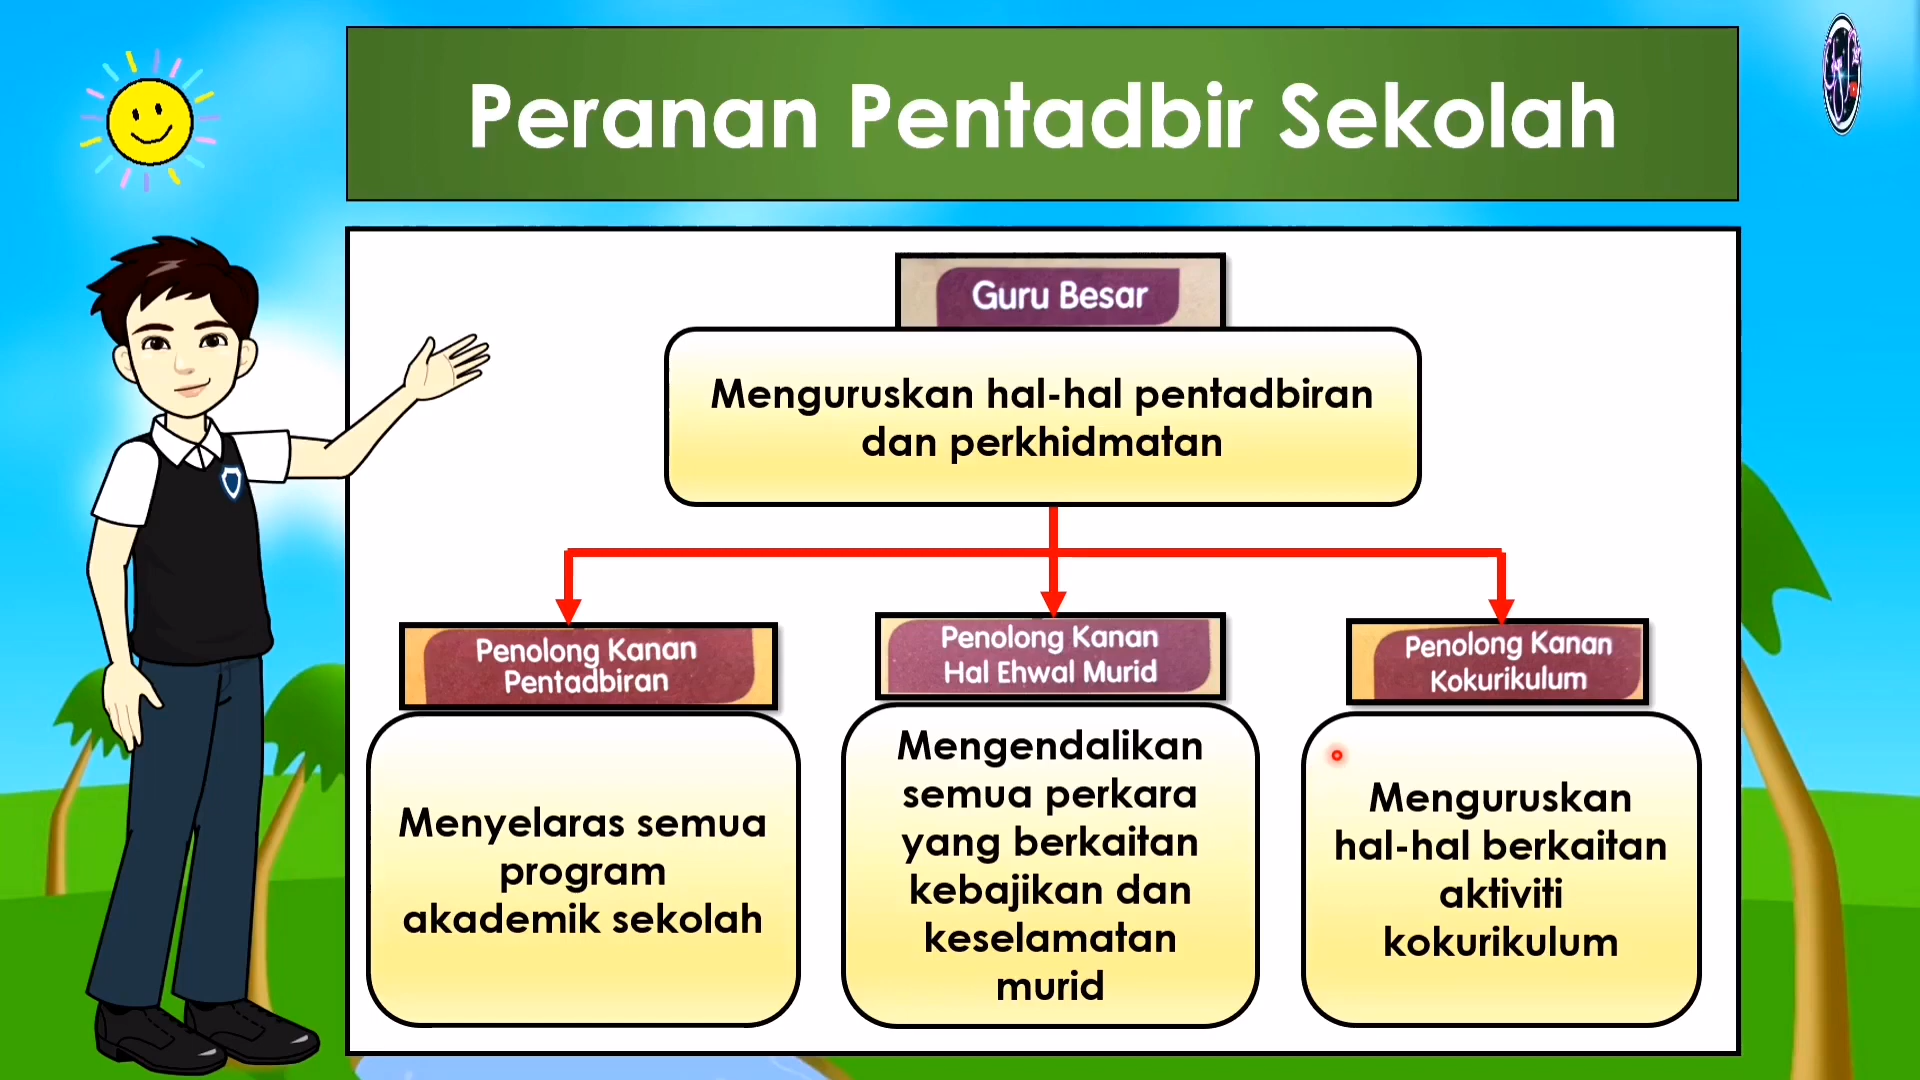 Peranan Pentadbir Sekolah
Guru Besar
Menguruskan hal-hal pentadbiran
dan perkhidmatan
Penolong Kanan
Pentadbiran
Menyelaras semua
program
akademik sekolah
Penolong Kanan
Hal Ehwal Murid
Mengendalikan
semua perkara
yang berkaitan
kebajikan dan
keselamatan
murid
Penolong Kanan
Kokurikulum
Menguruskan
hal-hal berkaitan
aktiviti
kokurikulum